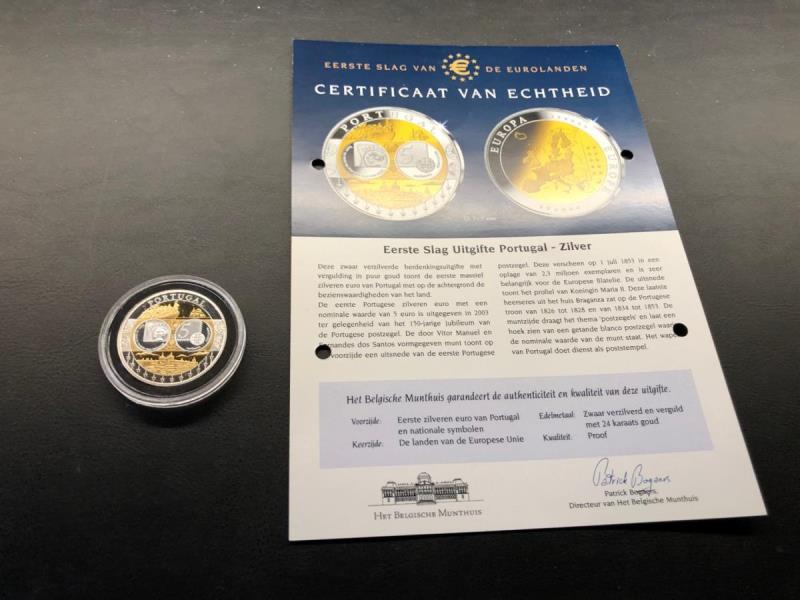 EERSTE SLAG VAN € DE EUROLANDEN
CERTIFICAAT VAN ECHTHEID
PORTUGAL
5
EUROPA
EUROPA
Eerste Slag Uitgifte Portugal - Zilver
Deze zwaar verzilverde herdenkingsuitgifte met
vergulding in puur goud toont de eerste massief
zilveren euro van Portugal met op de achtergrond de
bezienswaardigheden van het land.
De eerste Portugese zilveren euro met een
nominale waarde van 5 euro is uitgegeven in 2003
ter gelegenheid van het 150-jarige jubileum van
de Portugese postzegel. De door Vitor Manuel en
Fernandes dos Santos vormgegeven munt toont op
voorzijde een uitsnede van de eerste Portugese
postzegel. Deze verscheen op 1 juli 1853 in een
oplage van 2,3 miljoen exemplaren en is zeer
belangrijk voor de Europese filatelie. De uitsnede
toont het profiel van Koningin Maria II. Deze laatste
heerseres uit het huis Braganza zat op de Portugese
troon van 1826 tot 1828 en van 1834 tot 1853. De
muntzijde draagt het thema 'postzegels' en laat een
hoek zien van een getande blanco postzegel waar
de nominale waarde van de munt staat. Het wapen
van Portugal doet dienst als poststempel.
Het Belgische Munthuis garandeert de authenticiteit en kwaliteit van deze uitgifte.
Voorzijde: Eerste zilveren euro van Portugal
en nationale symbolen
Keerzijde: De landen van de Europese Unie
Edelmetaal: Zwaar verzilverd en verguld
met 24 karaats goud
Kwaliteit: Proof
HET BELGISCHE MUNTHUIS
Patrick Bogaers
Patrick
Directeur van Het Belgische Munthuis
PORTUGAL
5